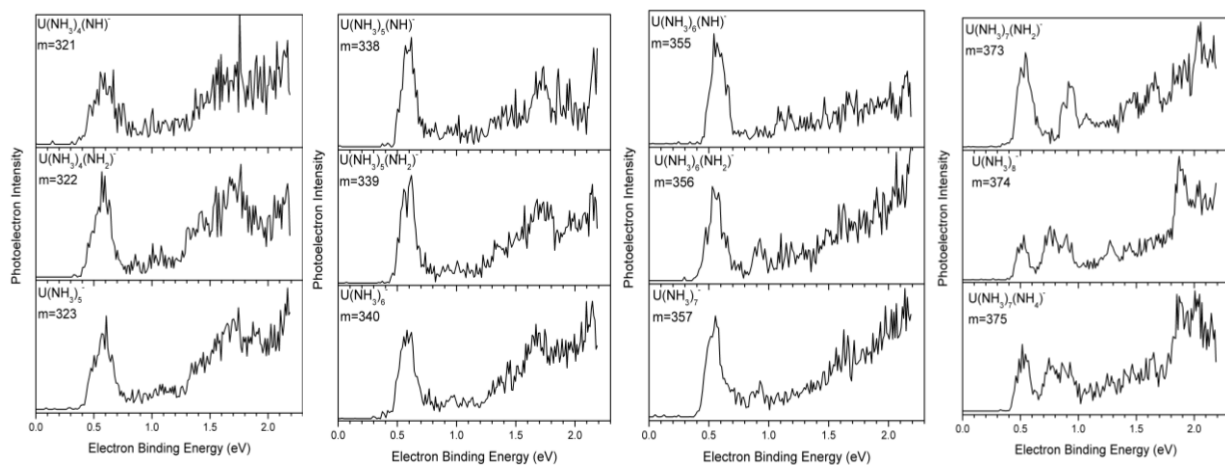 U(NH₃)₄(NH)⁻
m=321
U(NH₃)₄(NH₂)⁻
m=322
U(NH₃)₅⁻
m=323
Photoelectron Intensity
Photoelectron Intensity
0.0 0.5 1.0 1.5 2.0
Electron Binding Energy (eV)
U(NH₃)₅(NH)⁻
m=338
U(NH₃)₅(NH₂)⁻
m=339
U(NH₃)₆⁻
m=340
Photoelectron Intensity
0.0 0.5 1.0 1.5 2.0
Electron Binding Energy (eV)
U(NH₃)₆(NH)⁻
m=355
U(NH₃)₆(NH₂)⁻
m=356
U(NH₃)₇⁻
m=357
Photoelectron Intensity
0.0 0.5 1.0 1.5 2.0
Electron Binding Energy (eV)
U(NH₃)₇(NH₂)⁻
m=373
U(NH₃)₈⁻
m=374
U(NH₃)₇(NH₄)⁻
m=375
Photoelectron Intensity
0.0 0.5 1.0 1.5 2.0
Electron Binding Energy (eV)